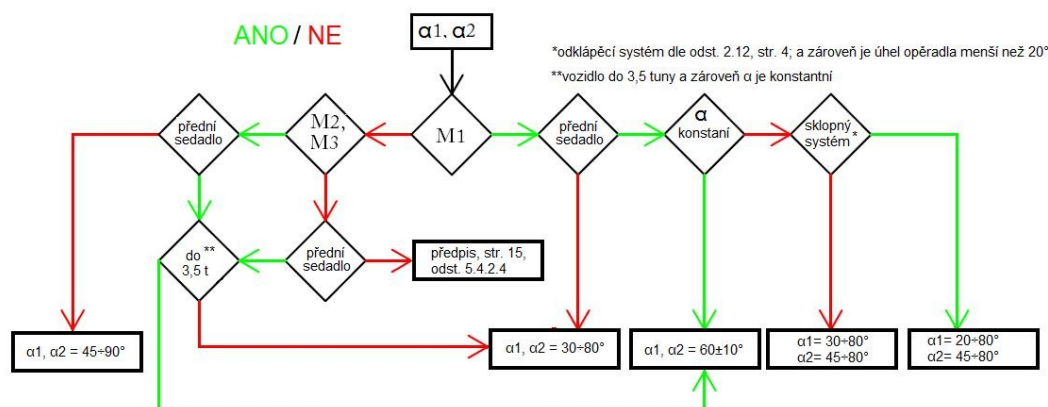 ANO / NE
α1, α2
*odklápěcí systém dle odst. 2.12, str. 4; a zároveň je úhel opěradla menší než 20°
**vozidlo do 3,5 tuny a zároveň α je konstantní
přední
sedadlo
M2,
M3
M1
přední
sedadlo
α
konstaní
sklopný
systém*
do**
3,5 t
přední
sedadlo
předpis, str. 15,
odst. 5.4.2.4
α1, α2 = 45÷90°
α1, α2 = 30÷80°
α1, α2 = 60±10°
α1= 30÷80°
α2= 45÷80°
α1= 20÷80°
α2= 45÷80°